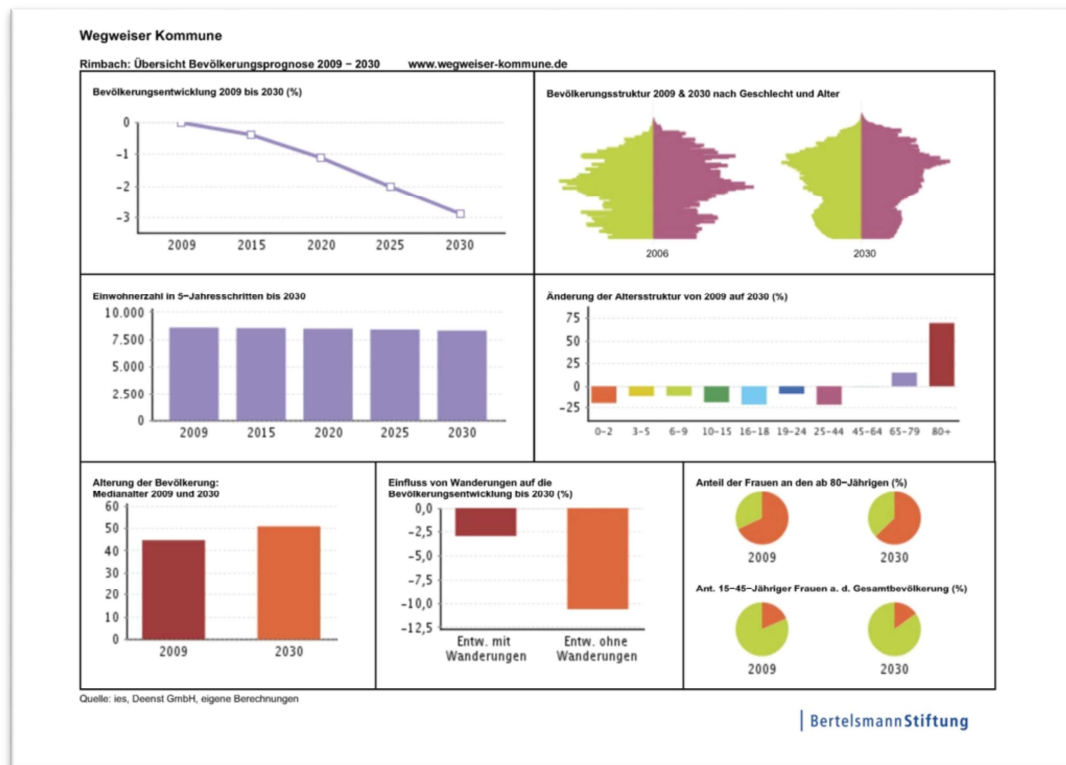 Wegweiser Kommune
Rimbach: Übersicht Bevölkerungsprognose 2009 – 2030 www.wegweiser-kommune.de
Bevölkerungsentwicklung 2009 bis 2030 (%)
0
-1
-2
-3
2009 2015 2020 2025 2030
Bevölkerungsstruktur 2009 & 2030 nach Geschlecht und Alter
2006 2030
Einwohnerzahl in 5-Jahresschritten bis 2030
10.000
7.500
5.000
2.500
0
2009 2015 2020 2025 2030
Änderung der Altersstruktur von 2009 auf 2030 (%)
75
50
25
0
-25
0-2 3-5 6-9 10-15 16-18 19-24 25-44 45-64 65-79 80+
Alterung der Bevölkerung:
Medianalter 2009 und 2030
60
50
40
30
20
10
0
2009 2030
Einfluss von Wanderungen auf die
Bevölkerungsentwicklung bis 2030 (%)
0,0
-2,5
-5,0
-7,5
-10,0
-12,5
Entw. mit Entw. ohne
Wanderungen Wanderungen
Anteil der Frauen an den ab 80-Jährigen (%)
2009 2030
Ant. 15-45-Jähriger Frauen a. d. Gesamtbevölkerung (%)
2009 2030
Quelle: ies, Deenst GmbH, eigene Berechnungen
BertelsmannStiftung